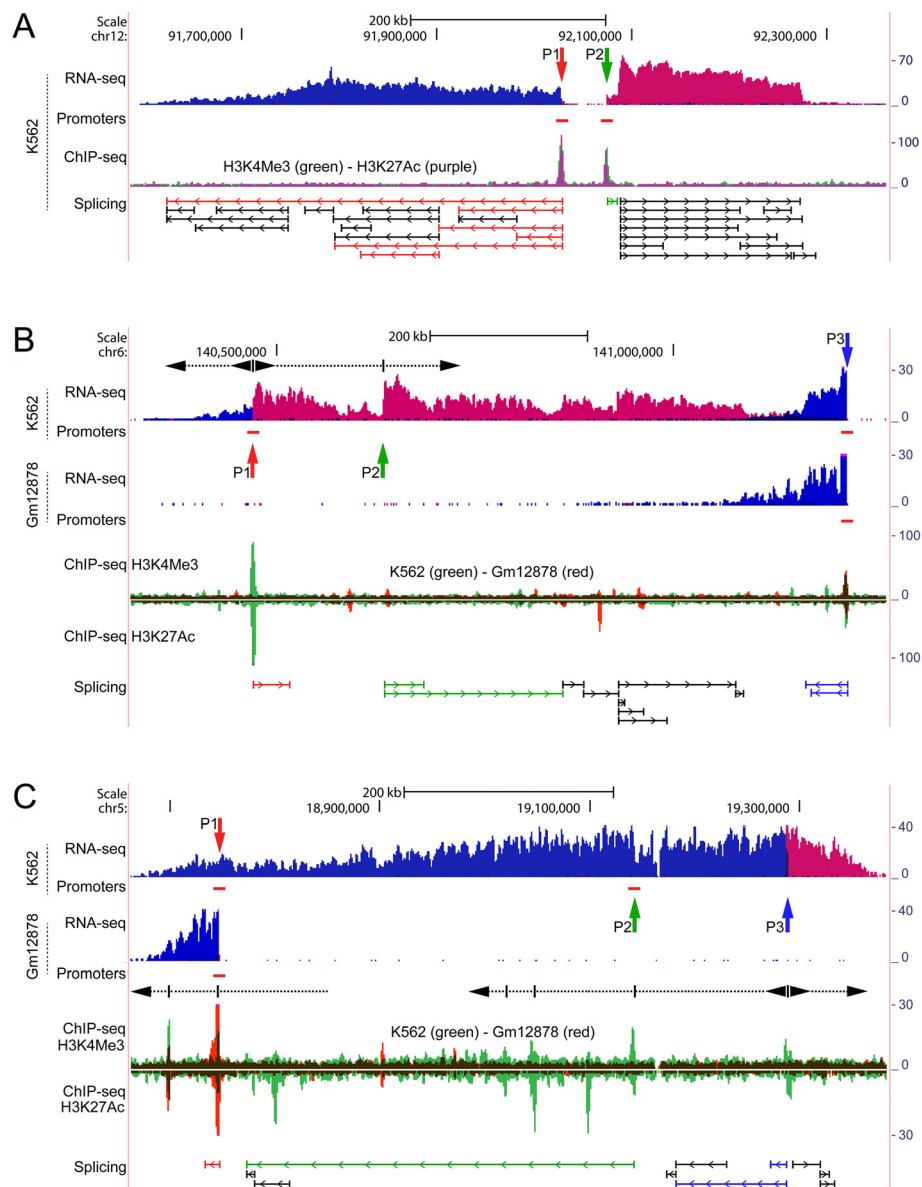 A
Scale 200 kb
chr12: 91,700,000 91,900,000 92,100,000 92,300,000
P1 P2
K562
RNA-seq 70
0
Promoters
ChIP-seq 100
H3K4Me3 (green) - H3K27Ac (purple)
0
Splicing
B
Scale 200 kb
chr6: 140,500,000 141,000,000
P3
K562
RNA-seq 30
0
Promoters
P1 P2
Gm12878
RNA-seq 30
0
Promoters
100
ChIP-seq H3K4Me3
K562 (green) - Gm12878 (red)
0
ChIP-seq H3K27Ac
100
Splicing
C
Scale 200 kb
chr5: 18,900,000 19,100,000 19,300,000
P1
K562
RNA-seq 40
0
Promoters
P2 P3
Gm12878
RNA-seq 40
0
Promoters
30
ChIP-seq H3K4Me3
K562 (green) - Gm12878 (red)
0
ChIP-seq H3K27Ac
30
Splicing